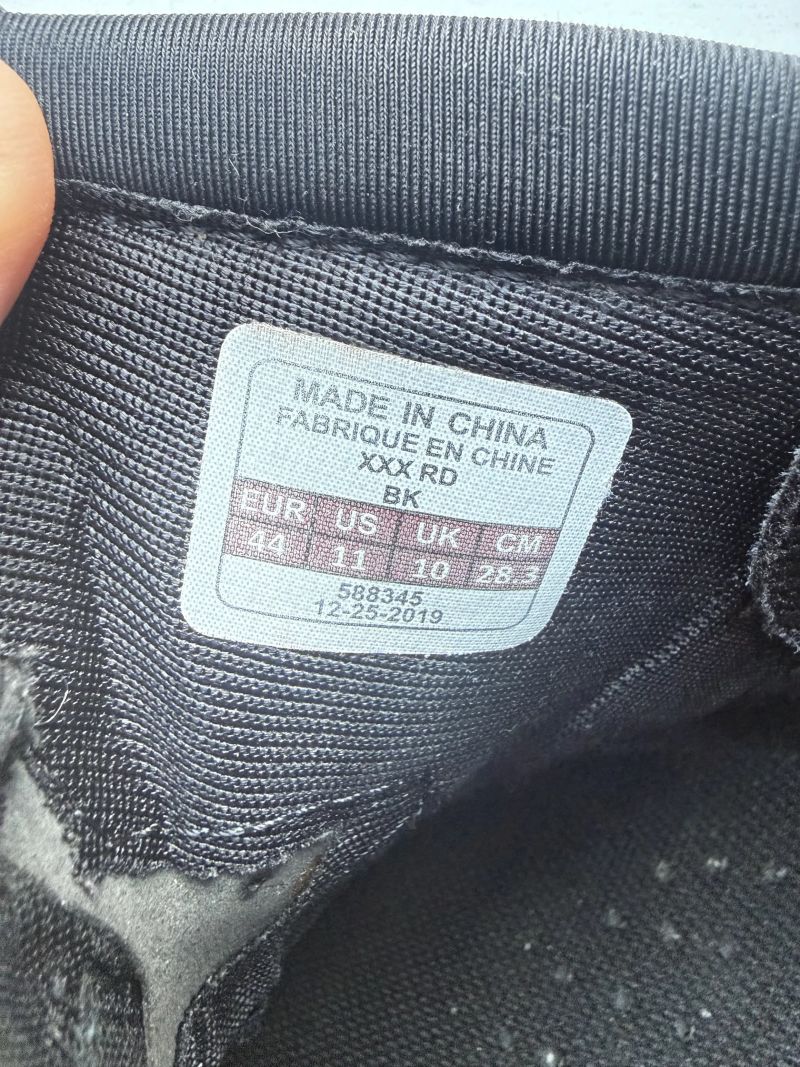 MADE IN CHINA
FABRIQUE EN CHINE
XXX RD
BK
EUR US UK CM
44 11 10 28.3
588345
12-25-2019